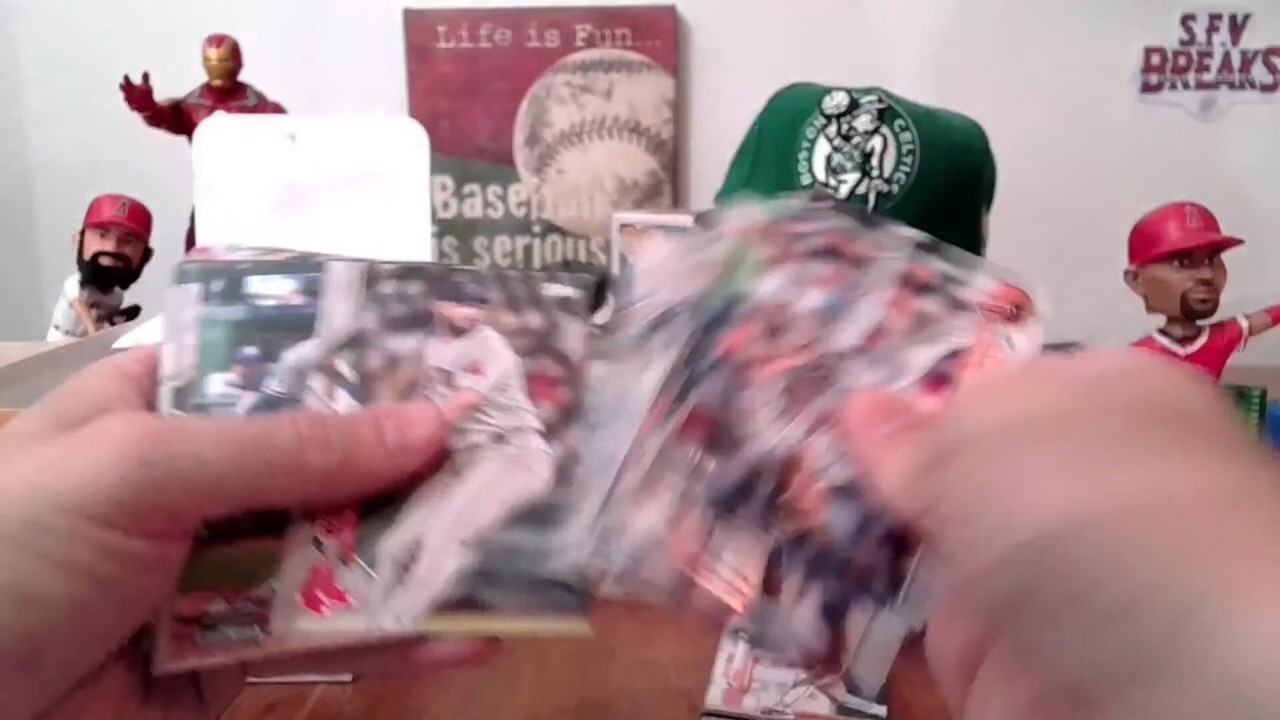 Life is Fun...
Baseball
is serious!
BOSTON CELTICS
S.F.V
BREAKS
A
A